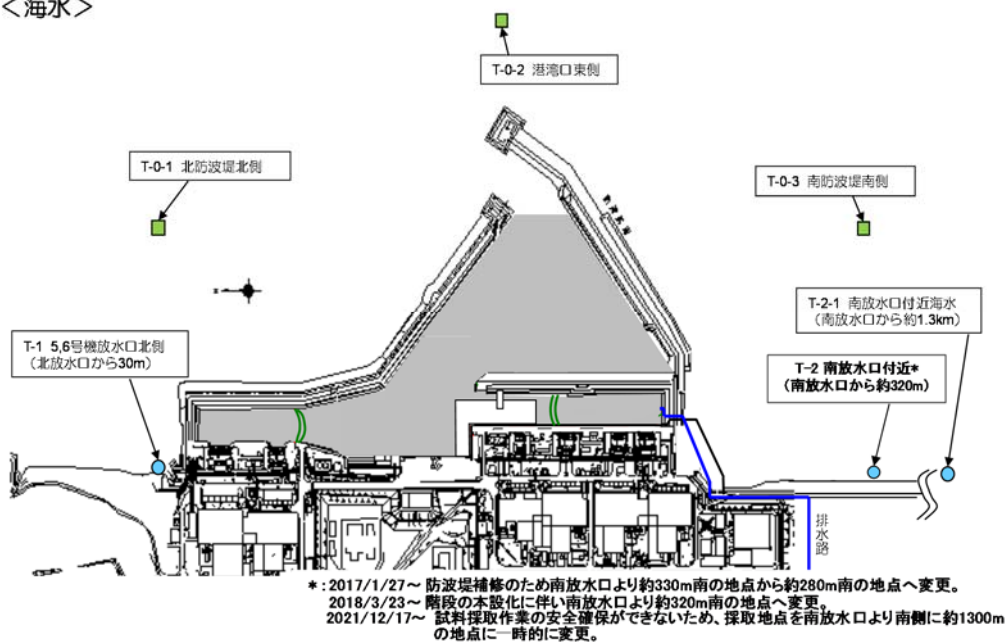 ＜海水＞
T-0-2 港湾口東側
T-0-1 北防波堤北側
T-0-3 南防波堤南側
T-2-1 南放水口付近海水
（南放水口から約1.3km）
T-1 5,6号機放水口北側
（北放水口から30m）
T-2 南放水口付近*
（南放水口から約320m）
排水路
*：2017/1/27～ 防波堤補修のため南放水口より約330m南の地点から約280m南の地点へ変更。
2018/3/23～ 階段の本設化に伴い南放水口より約320m南の地点へ変更。
2021/12/17～ 試料採取作業の安全確保ができないため、採取地点を南放水口より南側に約1300m
の地点に一時的に変更。